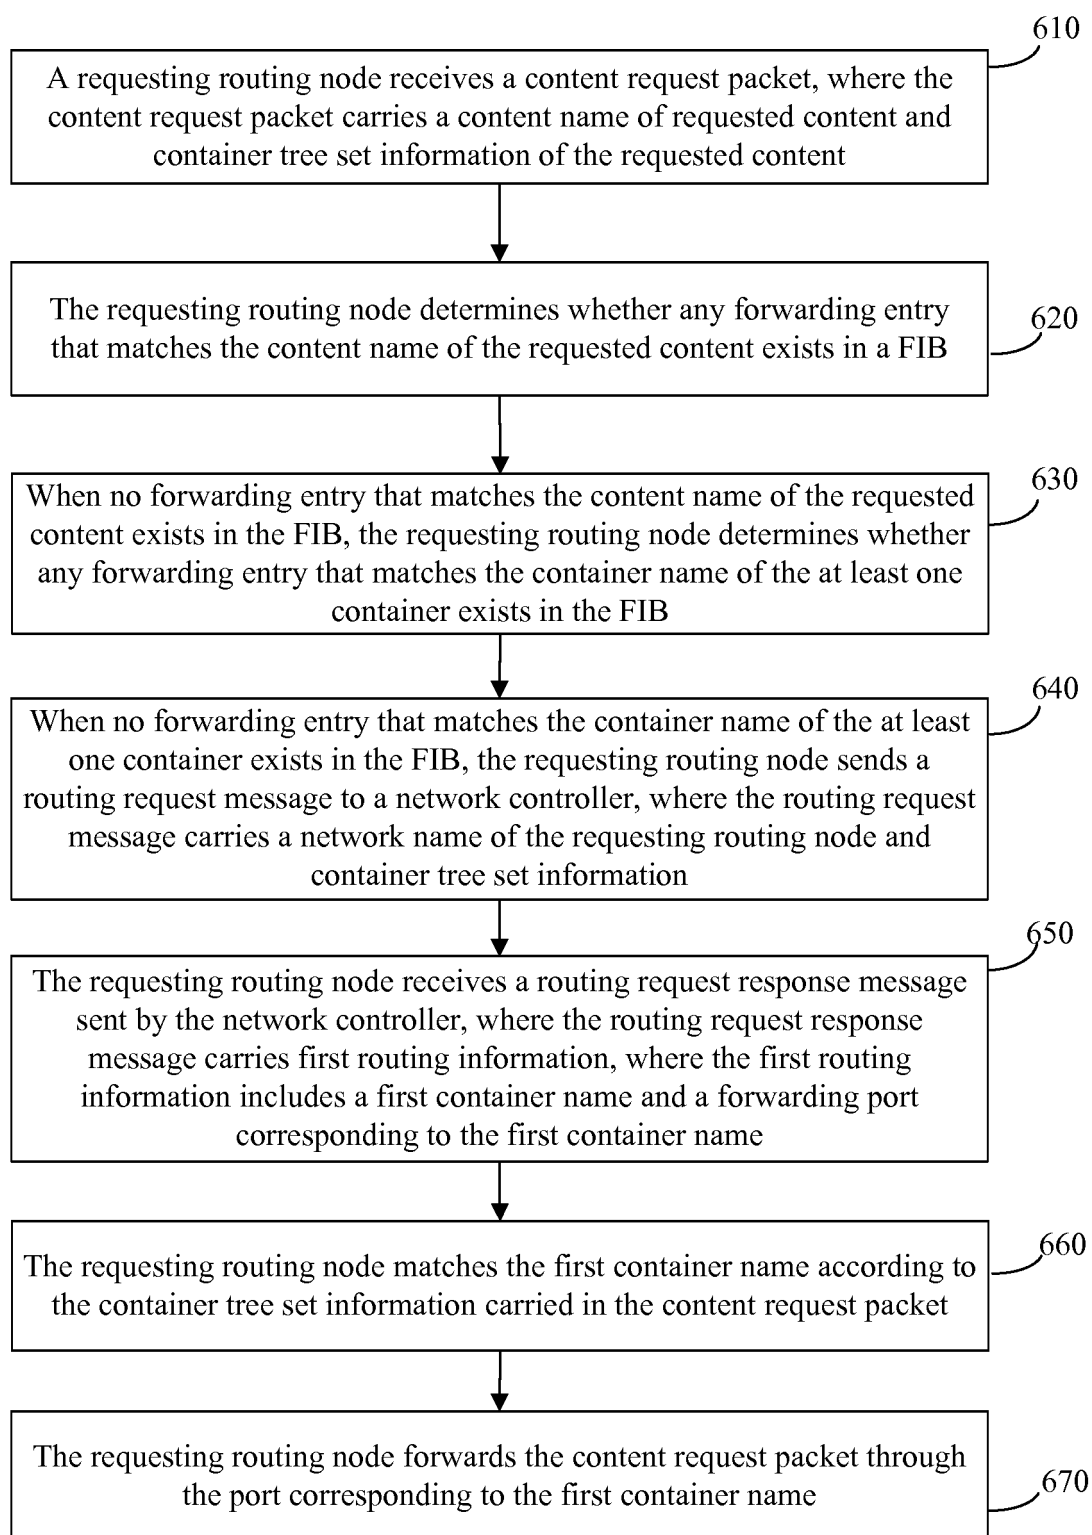 610
A requesting routing node receives a content request packet, where the
content request packet carries a content name of requested content and
container tree set information of the requested content
The requesting routing node determines whether any forwarding entry
that matches the content name of the requested content exists in a FIB
620
When no forwarding entry that matches the content name of the requested
content exists in the FIB, the requesting routing node determines whether
any forwarding entry that matches the container name of the at least one
container exists in the FIB
630
When no forwarding entry that matches the container name of the at least
one container exists in the FIB, the requesting routing node sends a
routing request message to a network controller, where the routing request
message carries a network name of the requesting routing node and
container tree set information
640
The requesting routing node receives a routing request response message
sent by the network controller, where the routing request response
message carries first routing information, where the first routing
information includes a first container name and a forwarding port
corresponding to the first container name
650
The requesting routing node matches the first container name according to
the container tree set information carried in the content request packet
660
The requesting routing node forwards the content request packet through
the port corresponding to the first container name
670